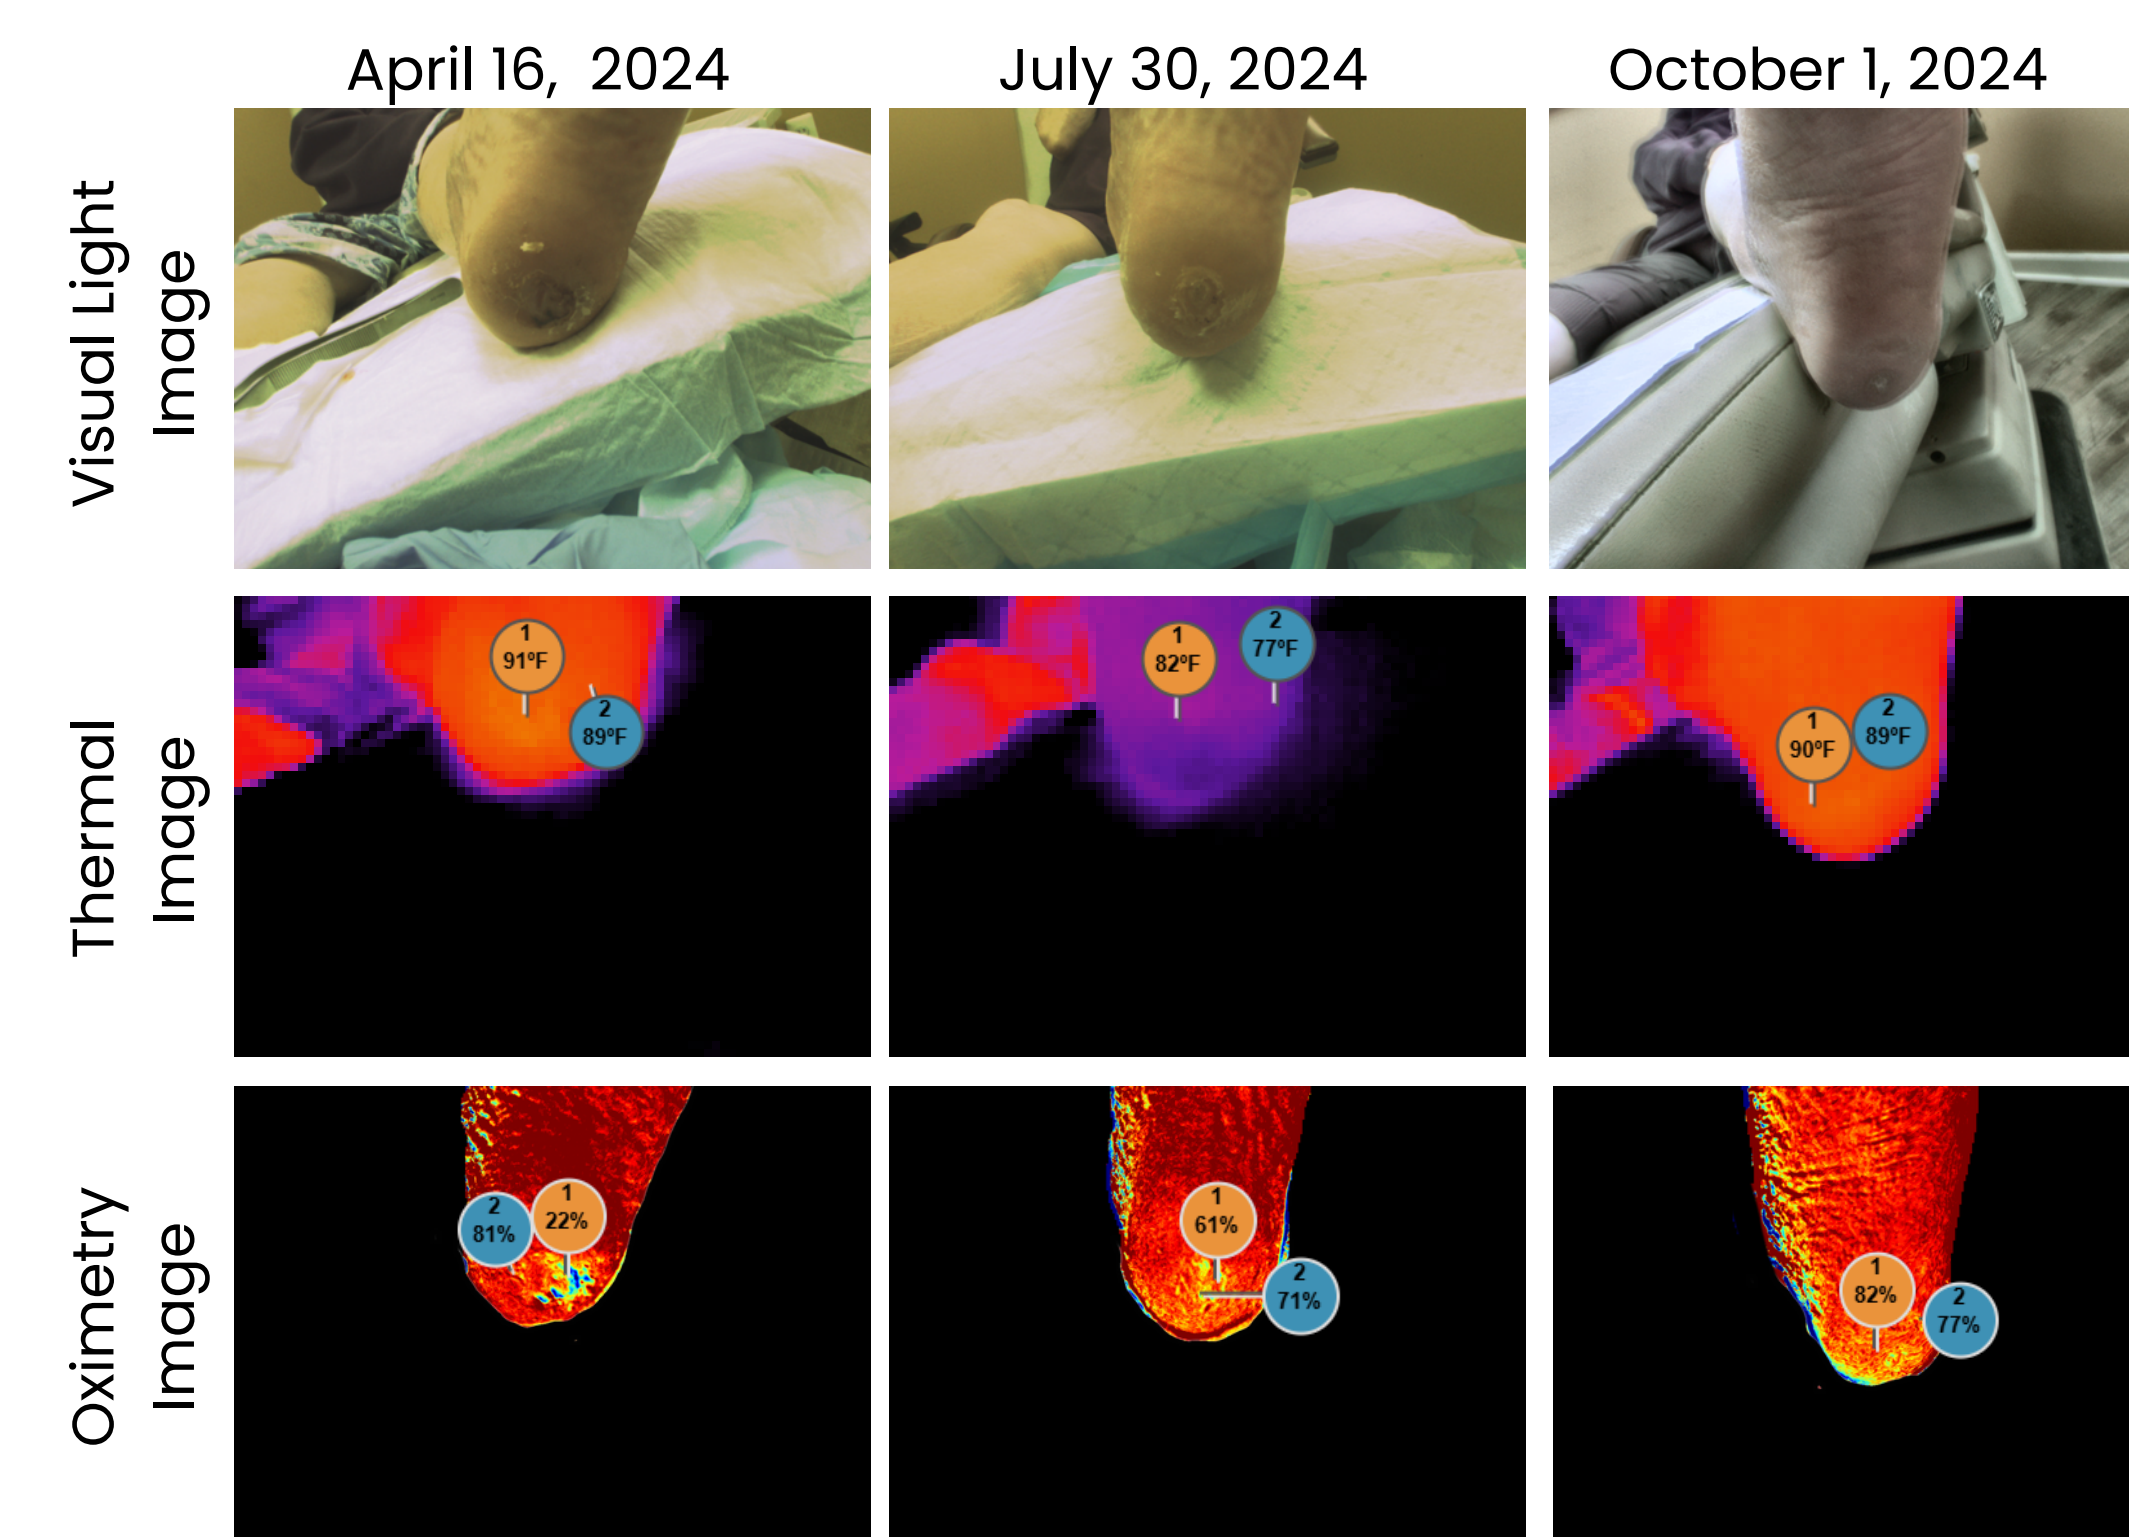 April 16, 2024
July 30, 2024
October 1, 2024
Visual Light
Image
Thermal
Image
1
91°F
2
89°F
1
82°F
2
77°F
1
90°F
2
89°F
Oximetry
Image
2
81%
1
22%
1
61%
2
71%
1
82%
2
77%